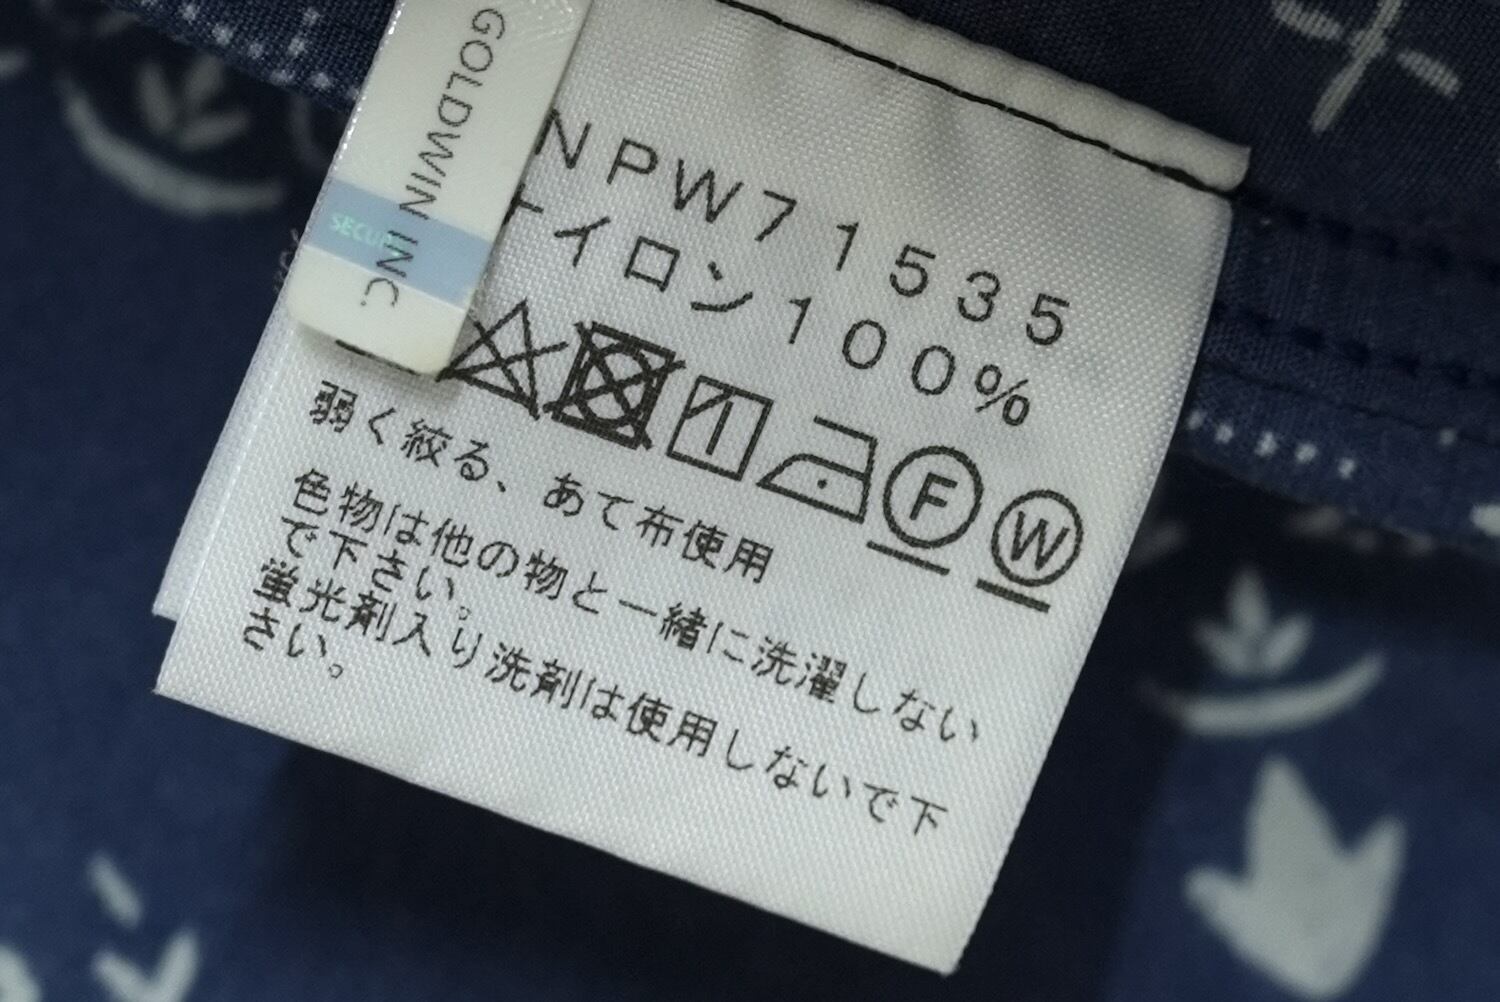 GOLDWIN INC.
SECURE
NPW71535
ナイロン100%
F
W
弱く絞る、あて布使用
色物は他の物と一緒に洗濯しない
で下さい。
蛍光剤入り洗剤は使用しないで下
さい。